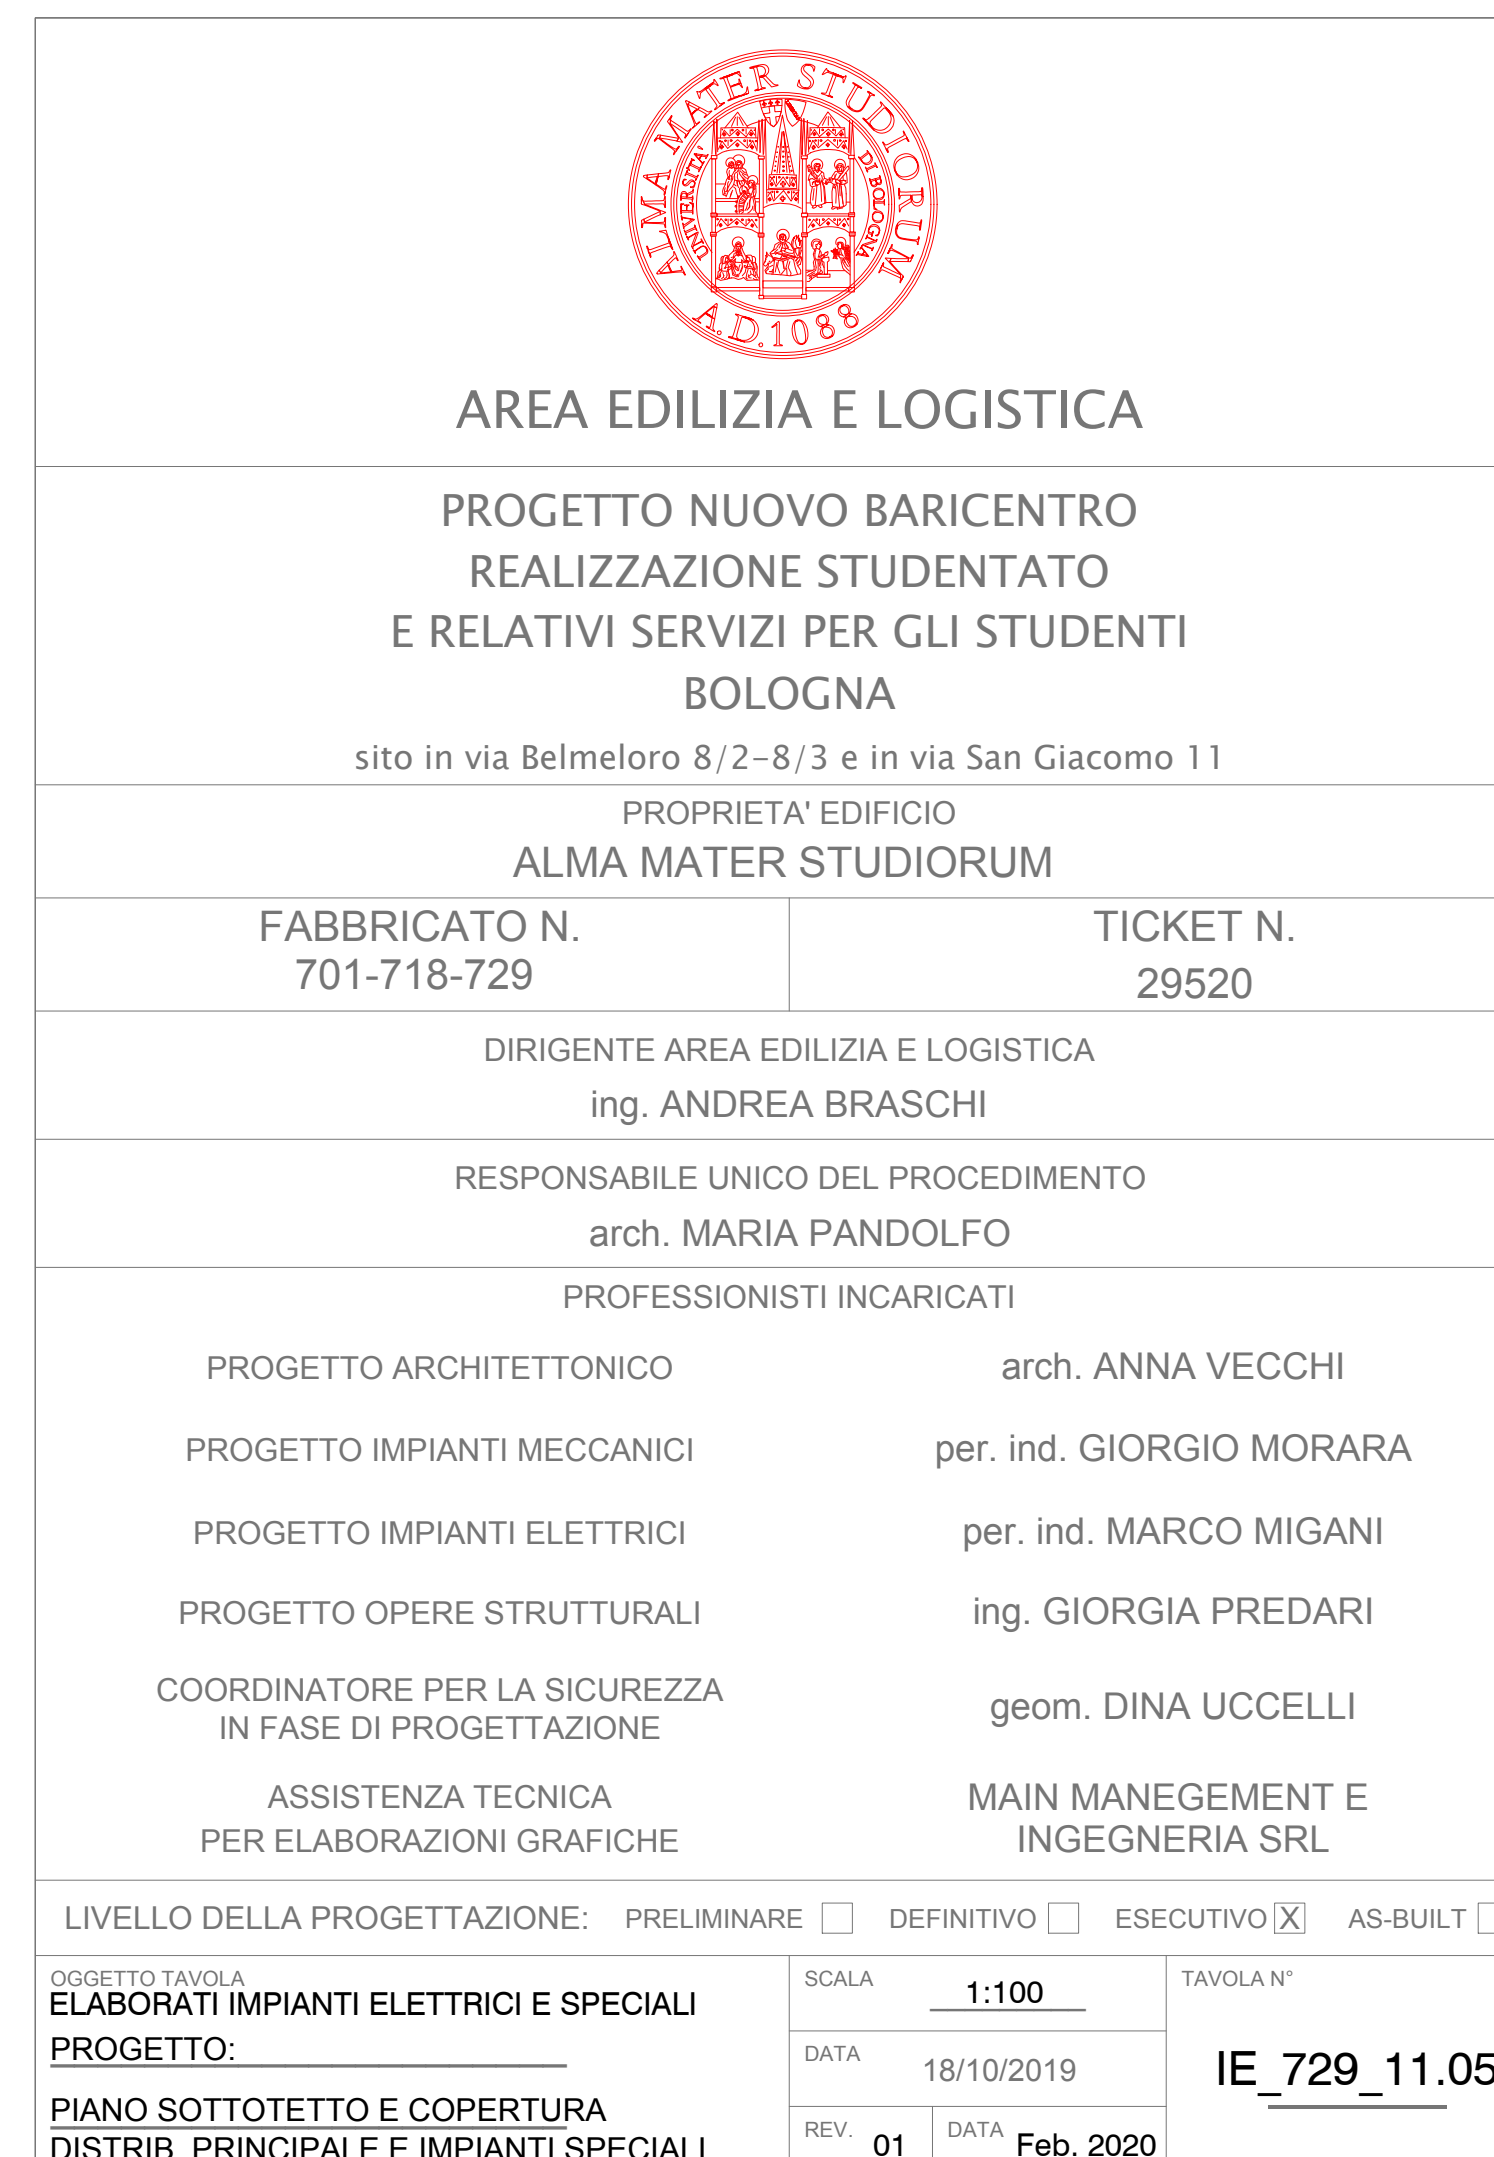 ALMA MATER STUDIORUM
UNIVERSITA' DI BOLOGNA
A.D. 1088
AREA EDILIZIA E LOGISTICA
PROGETTO NUOVO BARICENTRO
REALIZZAZIONE STUDENTATO
E RELATIVI SERVIZI PER GLI STUDENTI
BOLOGNA
sito in via Belmeloro 8/2-8/3 e in via San Giacomo 11
PROPRIETA' EDIFICIO
ALMA MATER STUDIORUM
FABBRICATO N.
701-718-729
TICKET N.
29520
DIRIGENTE AREA EDILIZIA E LOGISTICA
ing. ANDREA BRASCHI
RESPONSABILE UNICO DEL PROCEDIMENTO
arch. MARIA PANDOLFO
PROFESSIONISTI INCARICATI
PROGETTO ARCHITETTONICO arch. ANNA VECCHI
PROGETTO IMPIANTI MECCANICI per. ind. GIORGIO MORARA
PROGETTO IMPIANTI ELETTRICI per. ind. MARCO MIGANI
PROGETTO OPERE STRUTTURALI ing. GIORGIA PREDARI
COORDINATORE PER LA SICUREZZA
IN FASE DI PROGETTAZIONE
geom. DINA UCCELLI
ASSISTENZA TECNICA
PER ELABORAZIONI GRAFICHE
MAIN MANEGEMENT E
INGEGNERIA SRL
LIVELLO DELLA PROGETTAZIONE: PRELIMINARE DEFINITIVO ESECUTIVO X AS-BUILT
OGGETTO TAVOLA
ELABORATI IMPIANTI ELETTRICI E SPECIALI
PROGETTO:
PIANO SOTTOTETTO E COPERTURA
DISTRIB. PRINCIPALE E IMPIANTI SPECIALI
SCALA 1:100
DATA 18/10/2019
REV. 01 DATA Feb. 2020
TAVOLA N°
IE_729_11.05